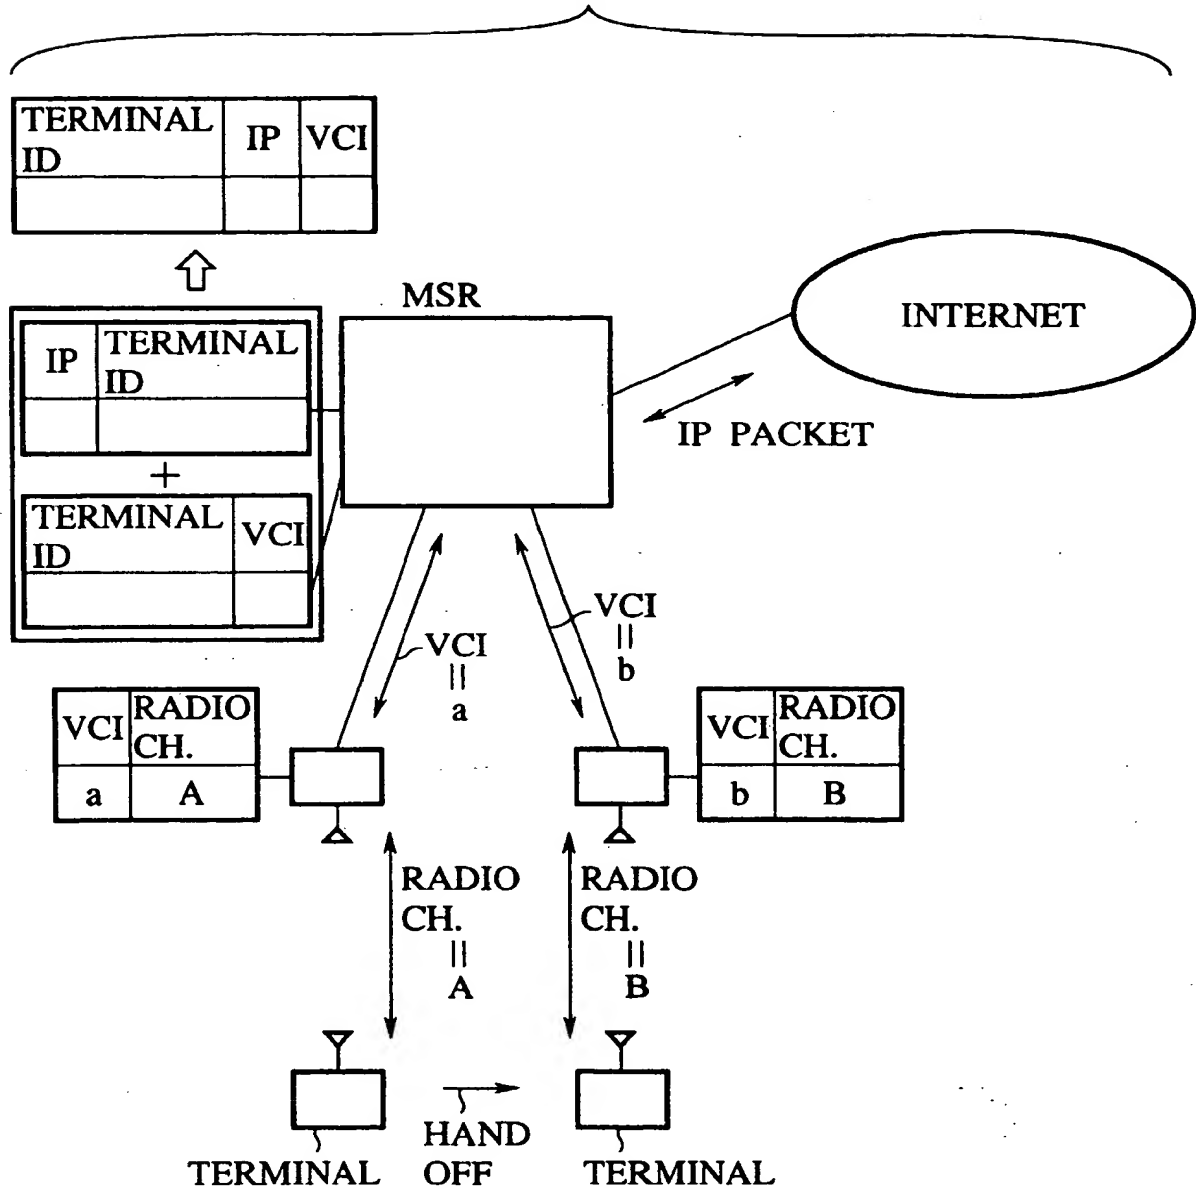 TERMINAL ID IP VCI
MSR
INTERNET
IP TERMINAL ID
IP PACKET
+
TERMINAL ID VCI
VCI = b
VCI = a
VCI RADIO CH.
a A
VCI RADIO CH.
b B
RADIO CH. = A
RADIO CH. = B
HAND OFF
TERMINAL
TERMINAL